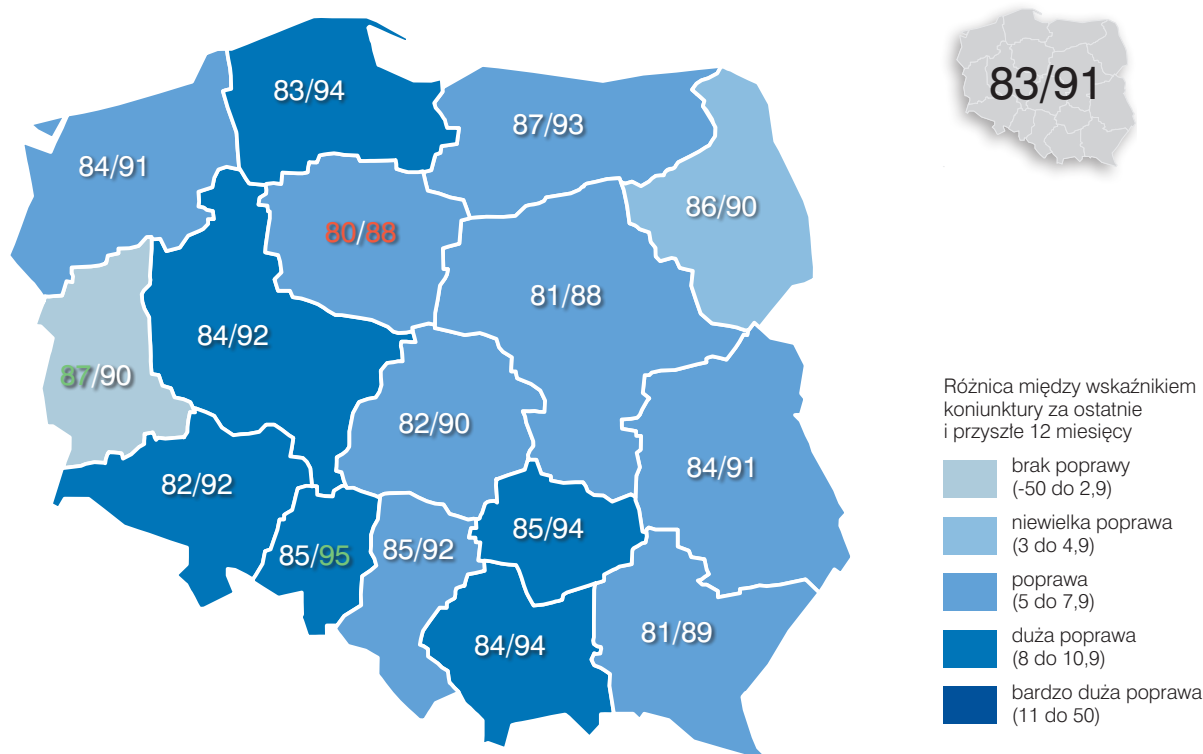 83/94
83/91
87/93
84/91
86/90
80/88
81/88
84/92
87/90
82/90
84/91
82/92
85/94
85/95
85/92
84/94
81/89
Różnica między wskaźnikiem
koniunktury za ostatnie
i przyszłe 12 miesięcy
brak poprawy
(-50 do 2,9)
niewielka poprawa
(3 do 4,9)
poprawa
(5 do 7,9)
duża poprawa
(8 do 10,9)
bardzo duża poprawa
(11 do 50)